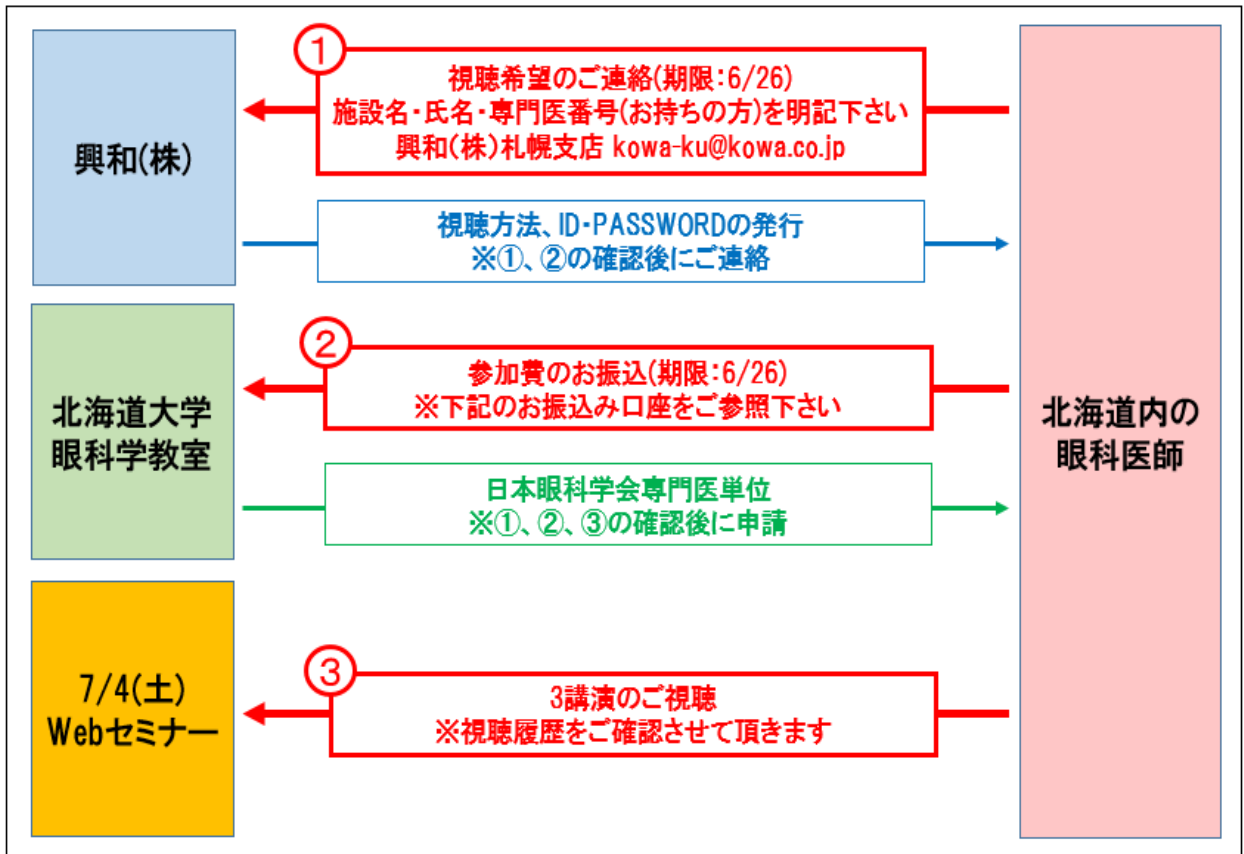 興和(株)
①
視聴希望のご連絡(期限:6/26)
施設名・氏名・専門医番号(お持ちの方)を明記下さい
興和(株)札幌支店 kowa-ku@kowa.co.jp
視聴方法、ID・PASSWORDの発行
※①、②の確認後にご連絡
北海道大学
眼科学教室
②
参加費のお振込(期限:6/26)
※下記のお振込み口座をご参照下さい
日本眼科学会専門医単位
※①、②、③の確認後に申請
7/4(土)
Webセミナー
③
3講演のご視聴
※視聴履歴をご確認させて頂きます
北海道内の
眼科医師